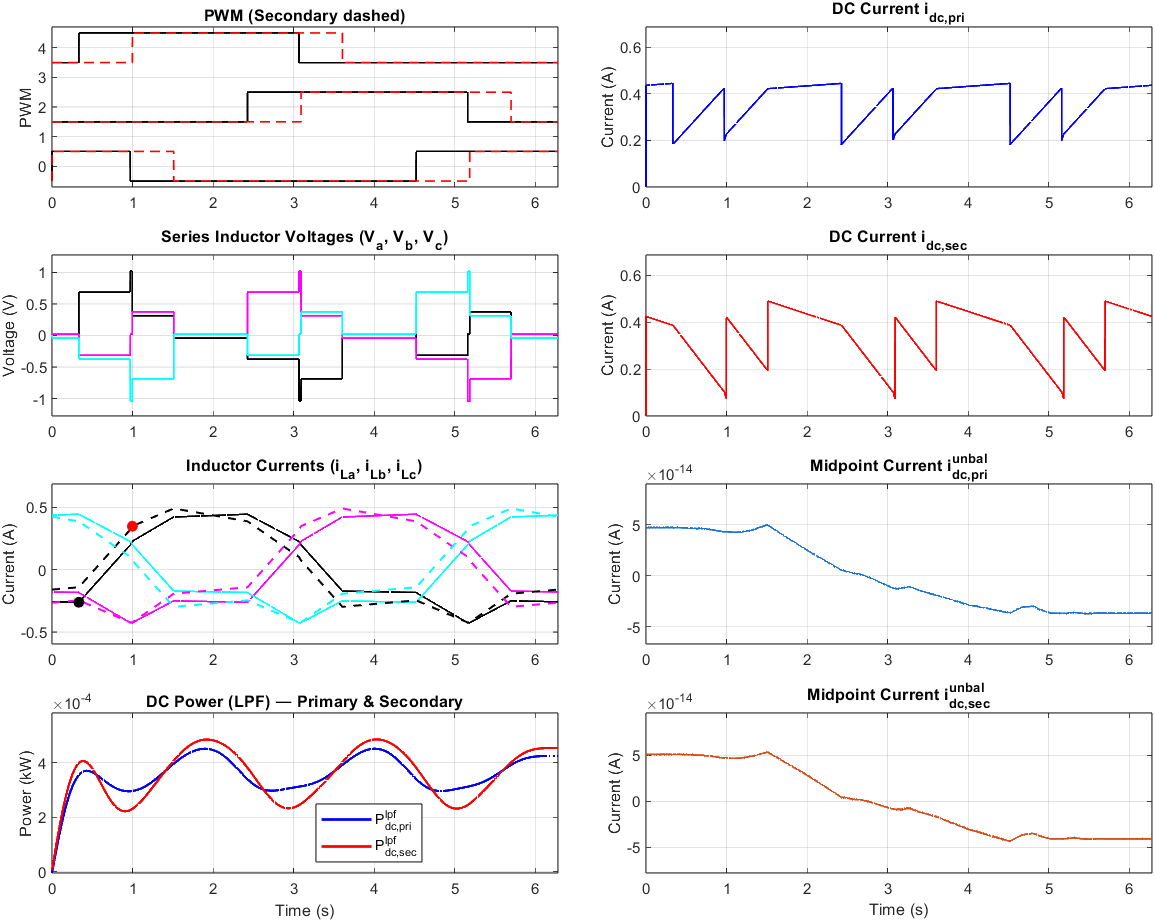 PWM (Secondary dashed)
PWM
4
3
2
1
0
0 1 2 3 4 5 6
DC Current i_dc,pri
Current (A)
0.6
0.4
0.2
0
0 1 2 3 4 5 6
Series Inductor Voltages (V_a, V_b, V_c)
Voltage (V)
1
0.5
0
-0.5
-1
0 1 2 3 4 5 6
DC Current i_dc,sec
Current (A)
0.6
0.4
0.2
0
0 1 2 3 4 5 6
Inductor Currents (i_La, i_Lb, i_Lc)
Current (A)
0.5
0
-0.5
0 1 2 3 4 5 6
Midpoint Current i^unbal_dc,pri
×10^-14
Current (A)
5
0
-5
0 1 2 3 4 5 6
DC Power (LPF) — Primary & Secondary
×10^-4
Power (kW)
4
2
0
P^lpf_dc,pri
P^lpf_dc,sec
0 1 2 3 4 5 6
Time (s)
Midpoint Current i^unbal_dc,sec
×10^-14
Current (A)
5
0
-5
0 1 2 3 4 5 6
Time (s)